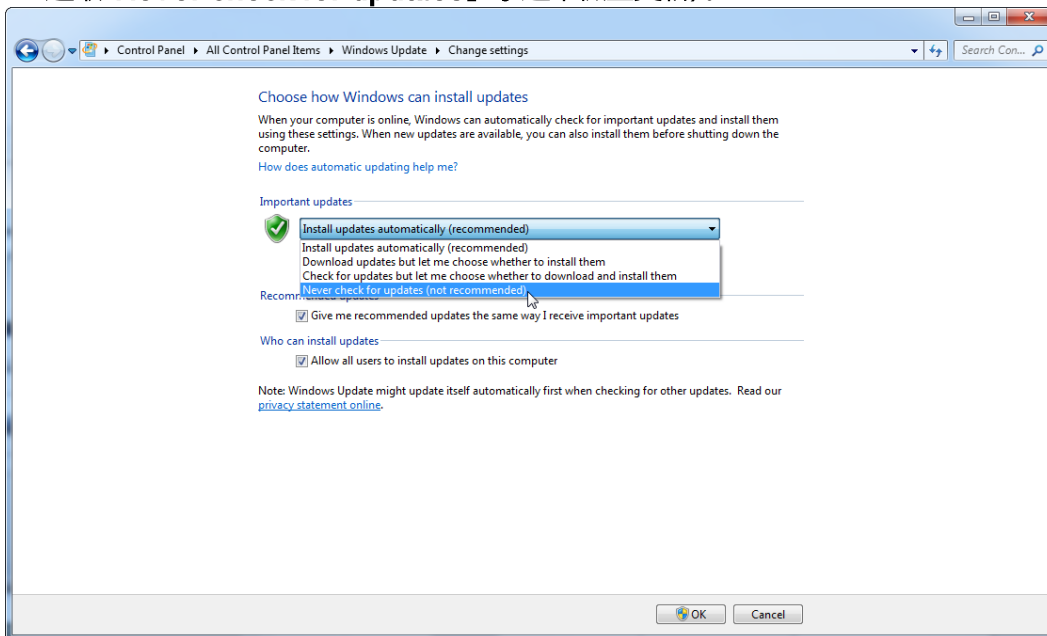 Never check for updates
Control Panel ▸ All Control Panel Items ▸ Windows Update ▸ Change settings
Search Con...
Choose how Windows can install updates
When your computer is online, Windows can automatically check for important updates and install them
using these settings. When new updates are available, you can also install them before shutting down the
computer.
How does automatic updating help me?
Important updates
Install updates automatically (recommended)
Install updates automatically (recommended)
Download updates but let me choose whether to install them
Check for updates but let me choose whether to download and install them
Never check for updates (not recommended)
Recommended updates
Give me recommended updates the same way I receive important updates
Who can install updates
Allow all users to install updates on this computer
Note: Windows Update might update itself automatically first when checking for other updates. Read our
privacy statement online.
OK
Cancel